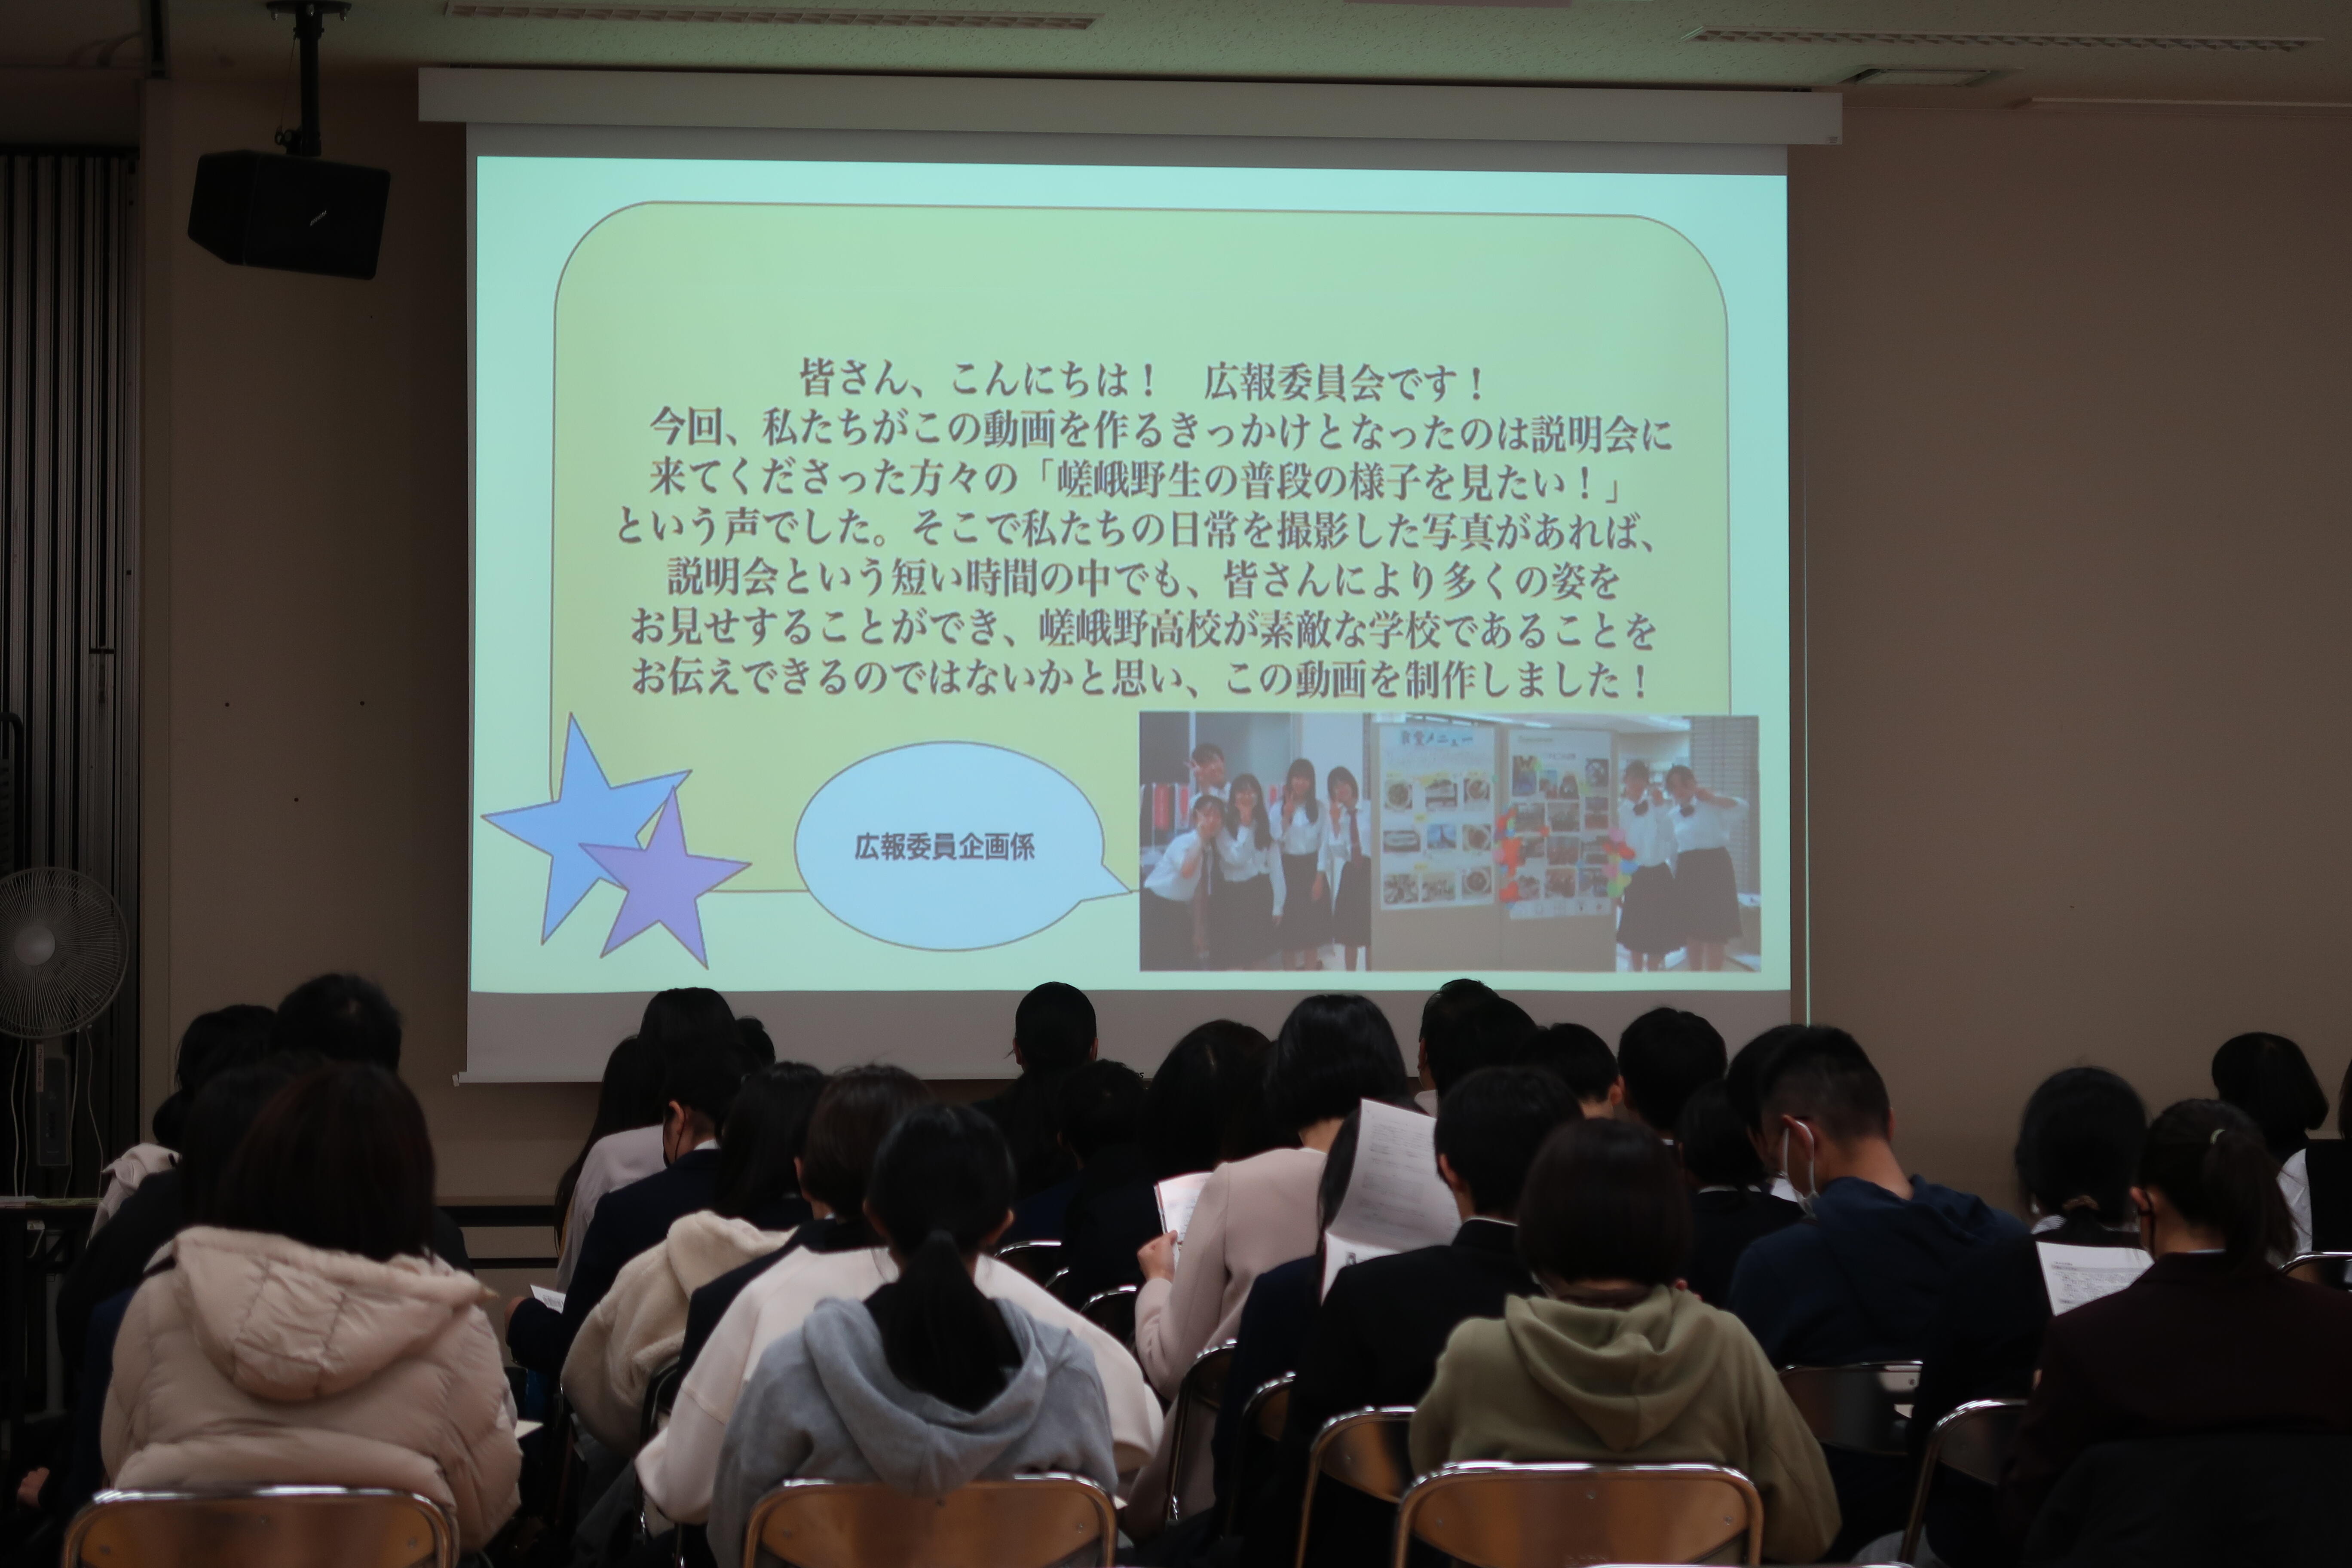 皆さん、こんにちは！　広報委員会です！
今回、私たちがこの動画を作るきっかけとなったのは説明会に
来てくださった方々の「嵯峨野生の普段の様子を見たい！」
という声でした。そこで私たちの日常を撮影した写真があれば、
説明会という短い時間の中でも、皆さんにより多くの姿を
お見せすることができ、嵯峨野高校が素敵な学校であることを
お伝えできるのではないかと思い、この動画を制作しました！
広報委員企画係
食堂メニュー